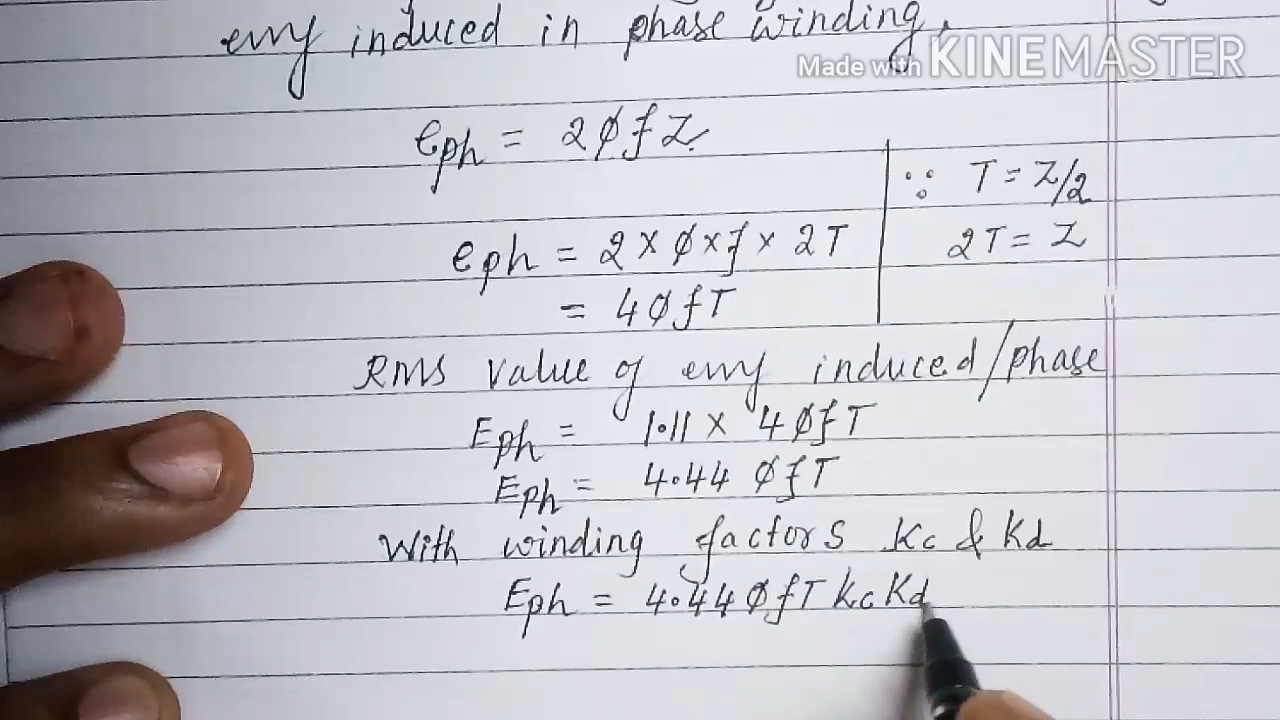 emf induced in phase winding,
Made with KINEMASTER
eph = 2ϕfZ
∵ T = Z/2
eph = 2 × ϕ × f × 2T
2T = Z
= 4ϕfT
RMS value of emf induced/phase
Eph = 1.11 × 4ϕfT
Eph = 4.44 ϕfT
With winding factors Kc & Kd
Eph = 4.44ϕfT Kc Kd